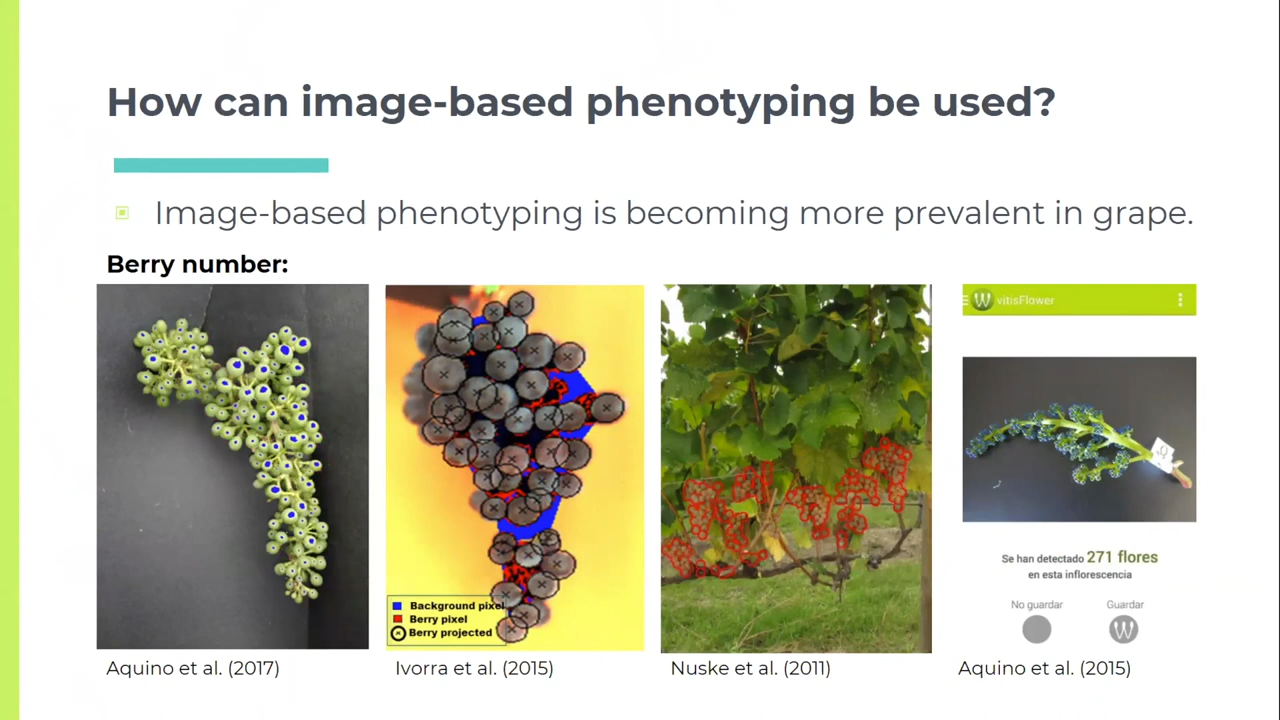 How can image-based phenotyping be used?
Image-based phenotyping is becoming more prevalent in grape.
Berry number:
vitisFlower
Se han detectado 271 flores
en esta inflorescencia
No guardar Guardar
Background pixel
Berry pixel
Berry projected
Aquino et al. (2017) Ivorra et al. (2015) Nuske et al. (2011) Aquino et al. (2015)